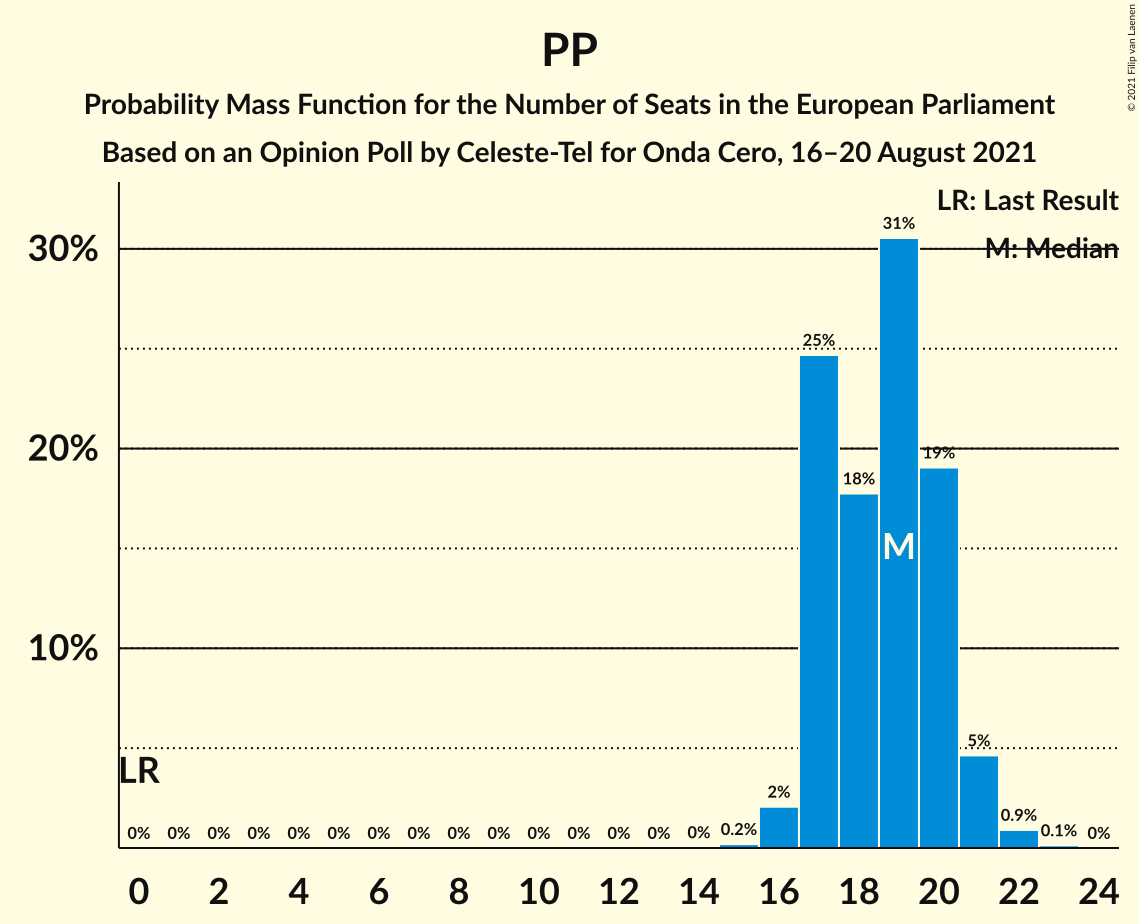 PP
Probability Mass Function for the Number of Seats in the European Parliament
Based on an Opinion Poll by Celeste-Tel for Onda Cero, 16–20 August 2021
© 2021 Filip van Laenen
LR: Last Result
M: Median
30%
20%
10%
31%
25%
19%
18%
M
5%
LR
2%
0% 0% 0% 0% 0% 0% 0% 0% 0% 0% 0% 0% 0% 0% 0% 0.2% 0.9% 0.1% 0%
0 2 4 6 8 10 12 14 16 18 20 22 24